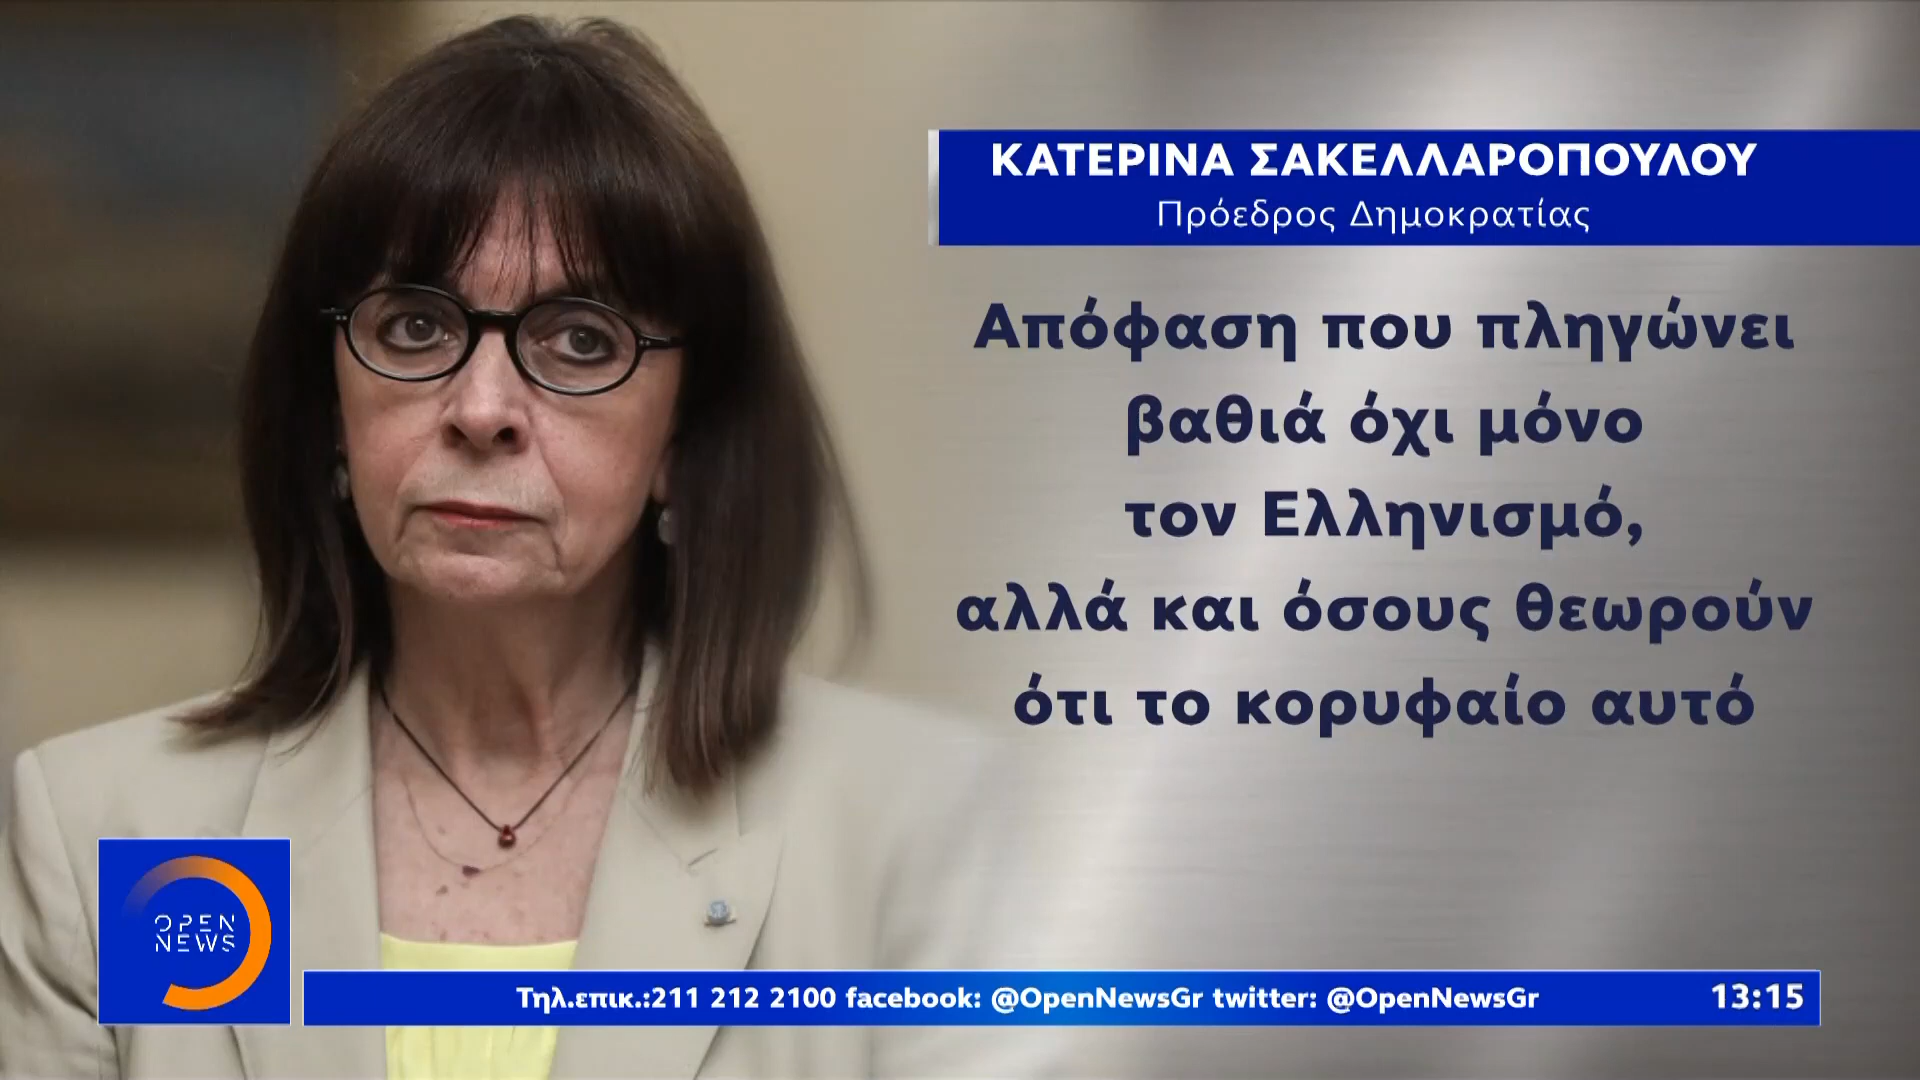 ΚΑΤΕΡΙΝΑ ΣΑΚΕΛΛΑΡΟΠΟΥΛΟΥ
Πρόεδρος Δημοκρατίας
Απόφαση που πληγώνει
βαθιά όχι μόνο
τον Ελληνισμό,
αλλά και όσους θεωρούν
ότι το κορυφαίο αυτό
OPEN
NEWS
Τηλ.επικ.:211 212 2100 facebook: @OpenNewsGr twitter: @OpenNewsGr
13:15